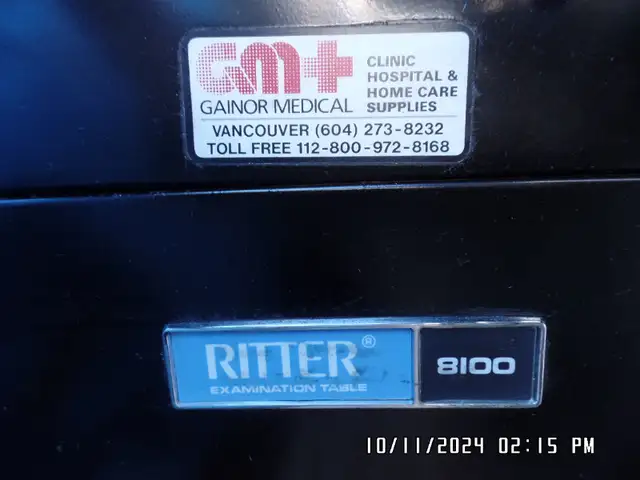 GM+
CLINIC
HOSPITAL &
HOME CARE
GAINOR MEDICAL SUPPLIES
VANCOUVER (604) 273-8232
TOLL FREE 112-800-972-8168
RITTER®
EXAMINATION TABLE
8100
10/11/2024 02:15 PM